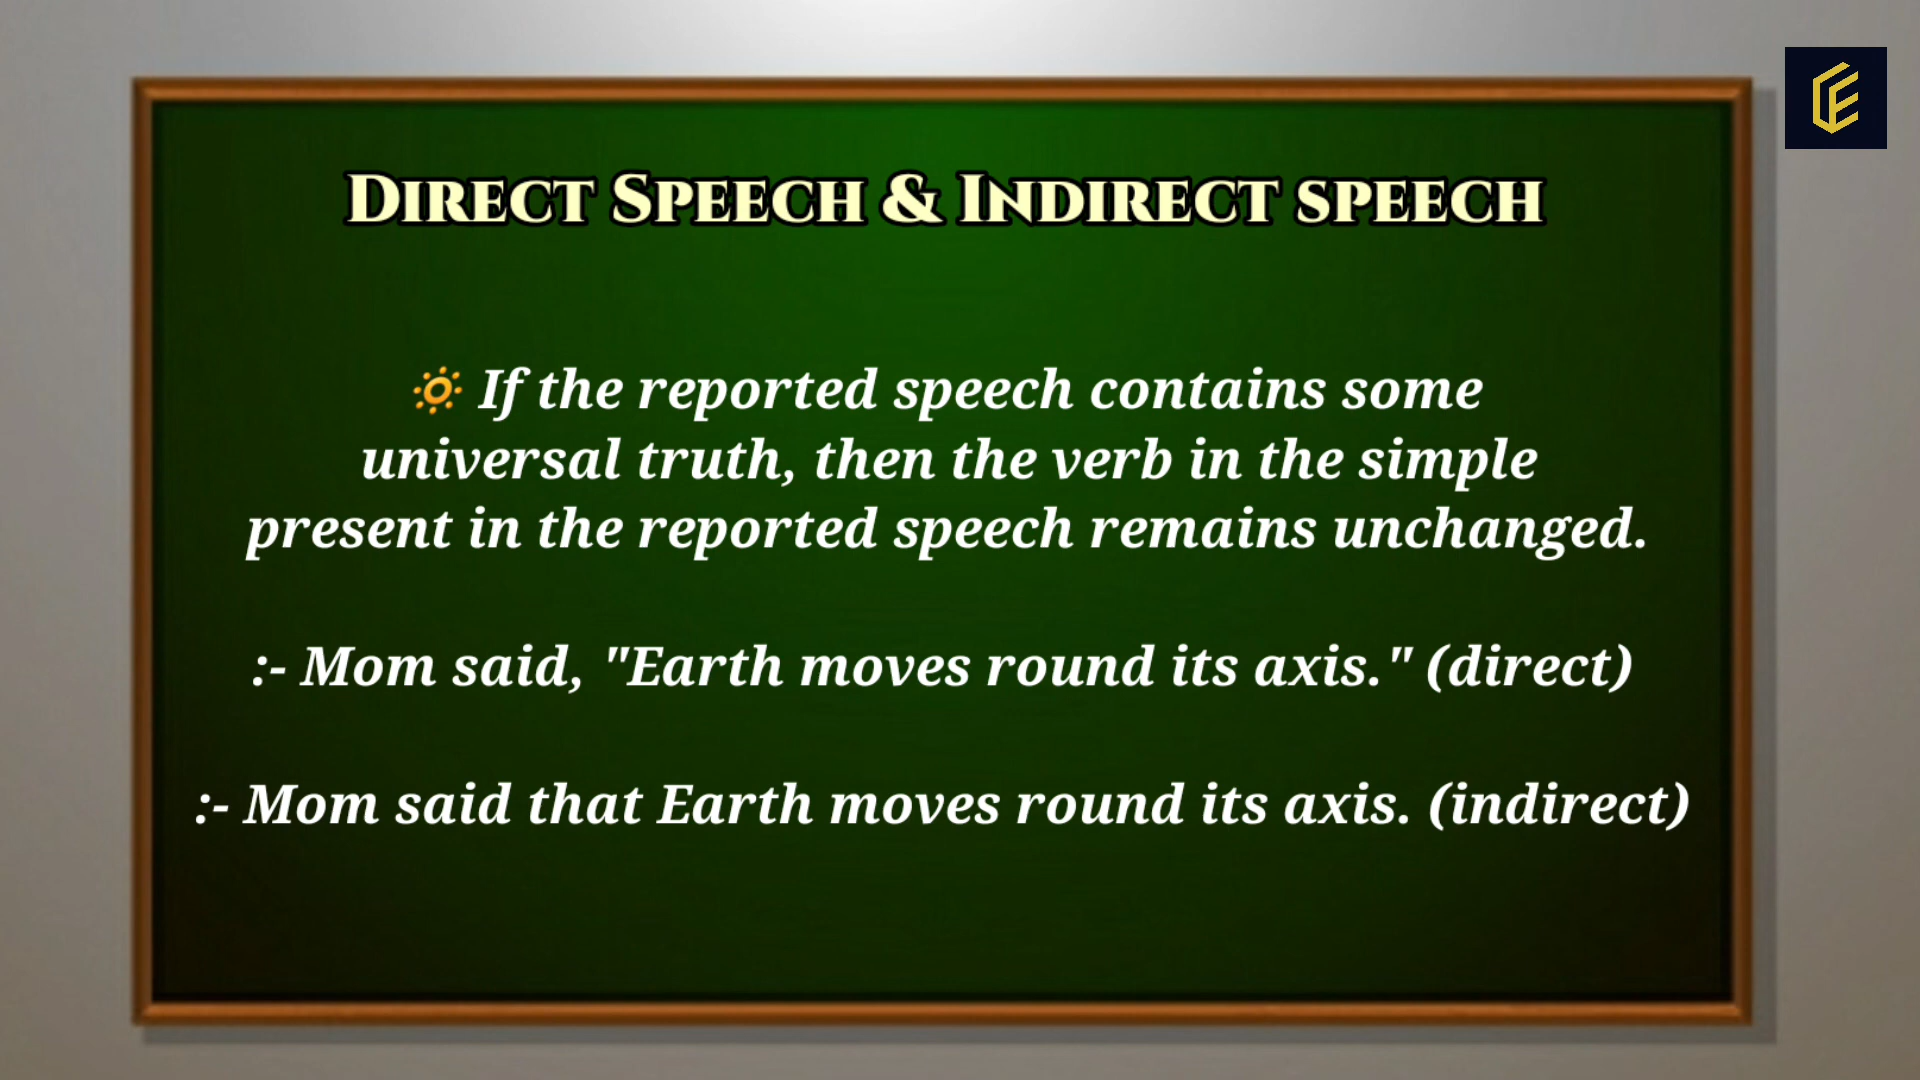 Direct Speech & Indirect speech
🔅 If the reported speech contains some
universal truth, then the verb in the simple
present in the reported speech remains unchanged.
:- Mom said, "Earth moves round its axis." (direct)
:- Mom said that Earth moves round its axis. (indirect)